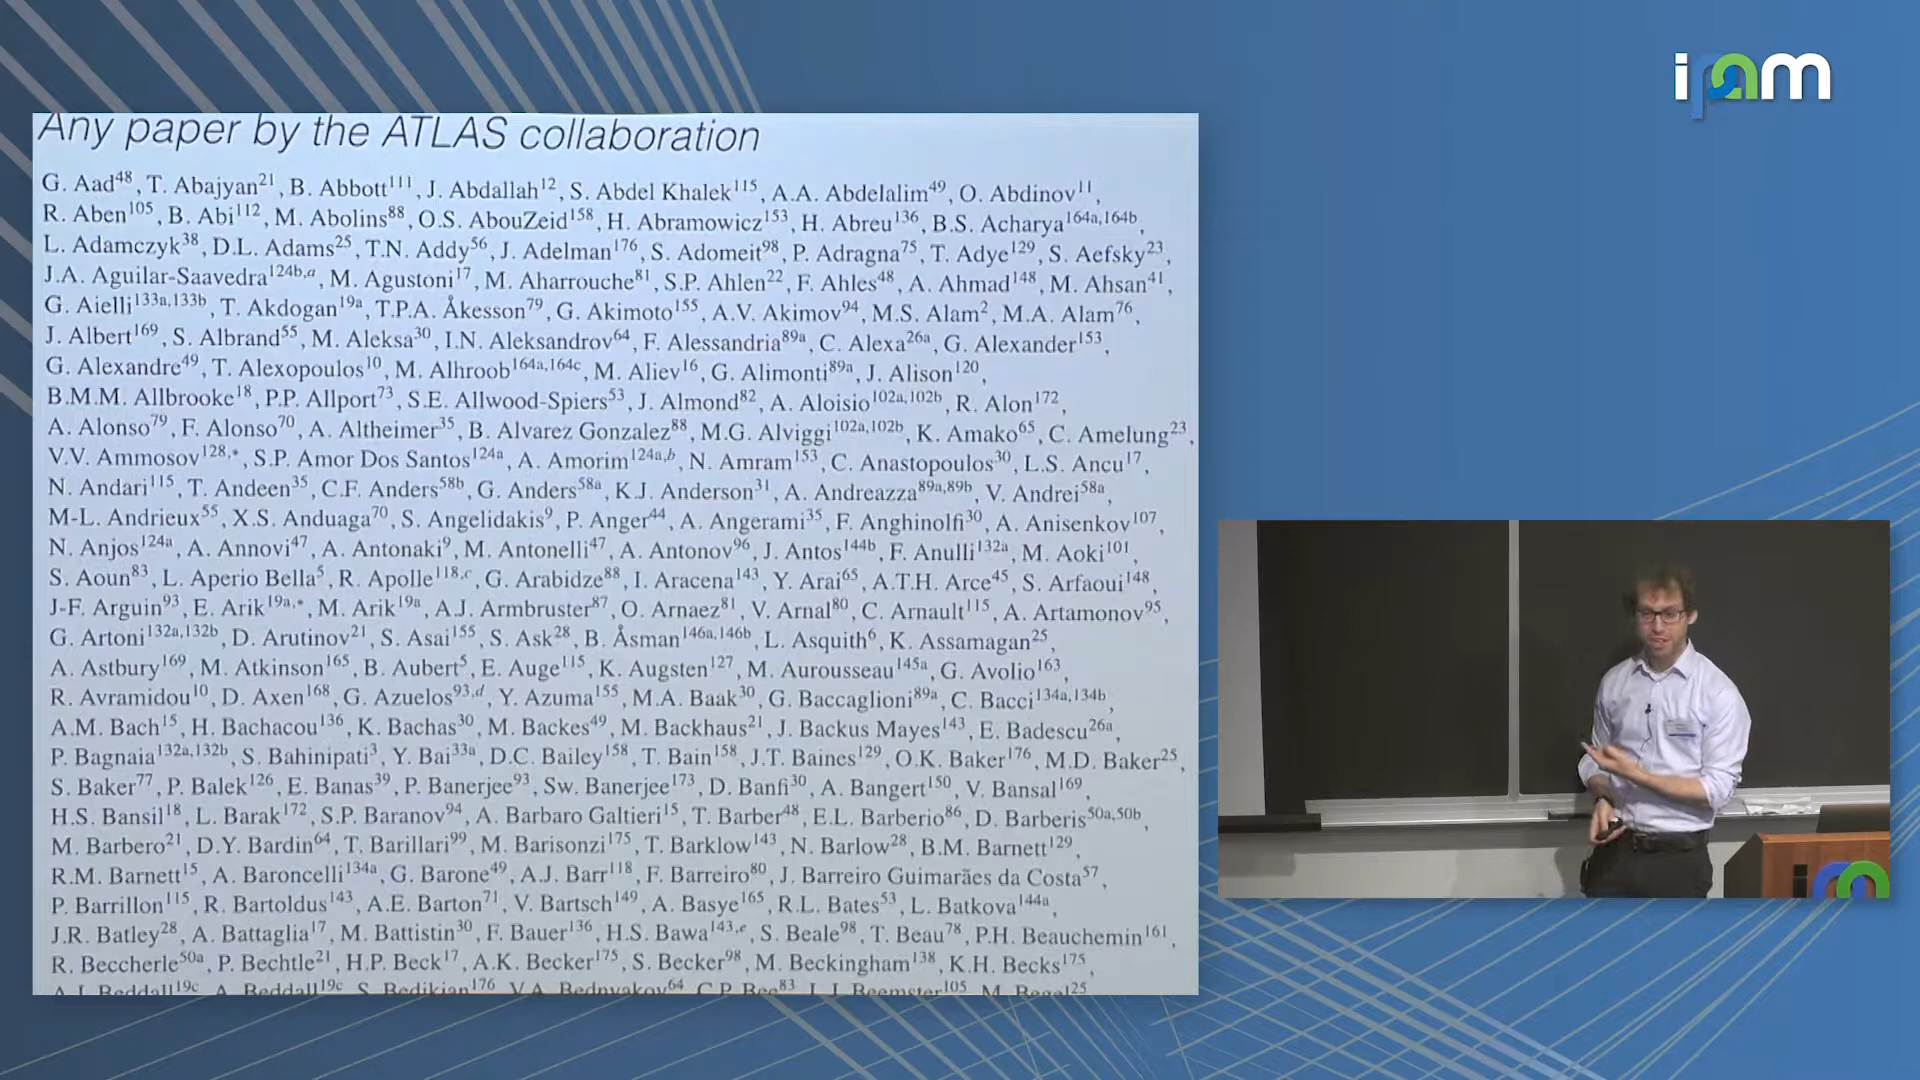 ipam
Any paper by the ATLAS collaboration
G. Aad48, T. Abajyan21, B. Abbott111, J. Abdallah12, S. Abdel Khalek115, A.A. Abdelalim49, O. Abdinov11,
R. Aben105, B. Abi112, M. Abolins88, O.S. AbouZeid158, H. Abramowicz153, H. Abreu136, B.S. Acharya164a,164b,
L. Adamczyk38, D.L. Adams25, T.N. Addy56, J. Adelman176, S. Adomeit98, P. Adragna75, T. Adye129, S. Aefsky23,
J.A. Aguilar-Saavedra124b,a, M. Agustoni17, M. Aharrouche81, S.P. Ahlen22, F. Ahles48, A. Ahmad148, M. Ahsan41,
G. Aielli133a,133b, T. Akdogan19a, T.P.A. Åkesson79, G. Akimoto155, A.V. Akimov94, M.S. Alam2, M.A. Alam76,
J. Albert169, S. Albrand55, M. Aleksa30, I.N. Aleksandrov64, F. Alessandria89a, C. Alexa26a, G. Alexander153,
G. Alexandre49, T. Alexopoulos10, M. Alhroob164a,164c, M. Aliev16, G. Alimonti89a, J. Alison120,
B.M.M. Allbrooke18, P.P. Allport73, S.E. Allwood-Spiers53, J. Almond82, A. Aloisio102a,102b, R. Alon172,
A. Alonso79, F. Alonso70, A. Altheimer35, B. Alvarez Gonzalez88, M.G. Alviggi102a,102b, K. Amako65, C. Amelung23,
V.V. Ammosov128,*, S.P. Amor Dos Santos124a, A. Amorim124a,b, N. Amram153, C. Anastopoulos30, L.S. Ancu17,
N. Andari115, T. Andeen35, C.F. Anders58b, G. Anders58a, K.J. Anderson31, A. Andreazza89a,89b, V. Andrei58a,
M-L. Andrieux55, X.S. Anduaga70, S. Angelidakis9, P. Anger44, A. Angerami35, F. Anghinolfi30, A. Anisenkov107,
N. Anjos124a, A. Annovi47, A. Antonaki9, M. Antonelli47, A. Antonov96, J. Antos144b, F. Anulli132a, M. Aoki101,
S. Aoun83, L. Aperio Bella5, R. Apolle118,c, G. Arabidze88, I. Aracena143, Y. Arai65, A.T.H. Arce45, S. Arfaoui148,
J-F. Arguin93, E. Arik19a,*, M. Arik19a, A.J. Armbruster87, O. Arnaez81, V. Arnal80, C. Arnault115, A. Artamonov95,
G. Artoni132a,132b, D. Arutinov21, S. Asai155, S. Ask28, B. Åsman146a,146b, L. Asquith6, K. Assamagan25,
A. Astbury169, M. Atkinson165, B. Aubert5, E. Auge115, K. Augsten127, M. Aurousseau145a, G. Avolio163,
R. Avramidou10, D. Axen168, G. Azuelos93,d, Y. Azuma155, M.A. Baak30, G. Baccaglioni89a, C. Bacci134a,134b,
A.M. Bach15, H. Bachacou136, K. Bachas30, M. Backes49, M. Backhaus21, J. Backus Mayes143, E. Badescu26a,
P. Bagnaia132a,132b, S. Bahinipati3, Y. Bai33a, D.C. Bailey158, T. Bain158, J.T. Baines129, O.K. Baker176, M.D. Baker25,
S. Baker77, P. Balek126, E. Banas39, P. Banerjee93, Sw. Banerjee173, D. Banfi30, A. Bangert150, V. Bansal169,
H.S. Bansil18, L. Barak172, S.P. Baranov94, A. Barbaro Galtieri15, T. Barber48, E.L. Barberio86, D. Barberis50a,50b,
M. Barbero21, D.Y. Bardin64, T. Barillari99, M. Barisonzi175, T. Barklow143, N. Barlow28, B.M. Barnett129,
R.M. Barnett15, A. Baroncelli134a, G. Barone49, A.J. Barr118, F. Barreiro80, J. Barreiro Guimarães da Costa57,
P. Barrillon115, R. Bartoldus143, A.E. Barton71, V. Bartsch149, A. Basye165, R.L. Bates53, L. Batkova144a,
J.R. Batley28, A. Battaglia17, M. Battistin30, F. Bauer136, H.S. Bawa143,e, S. Beale98, T. Beau78, P.H. Beauchemin161,
R. Beccherle50a, P. Bechtle21, H.P. Beck17, A.K. Becker175, S. Becker98, M. Beckingham138, K.H. Becks175,
A.J. Beddall19c, A. Beddall19c, S. Bedikian176, V.A. Bednyakov64, C.P. Bee83, L.J. Beemster105, M. Begel25